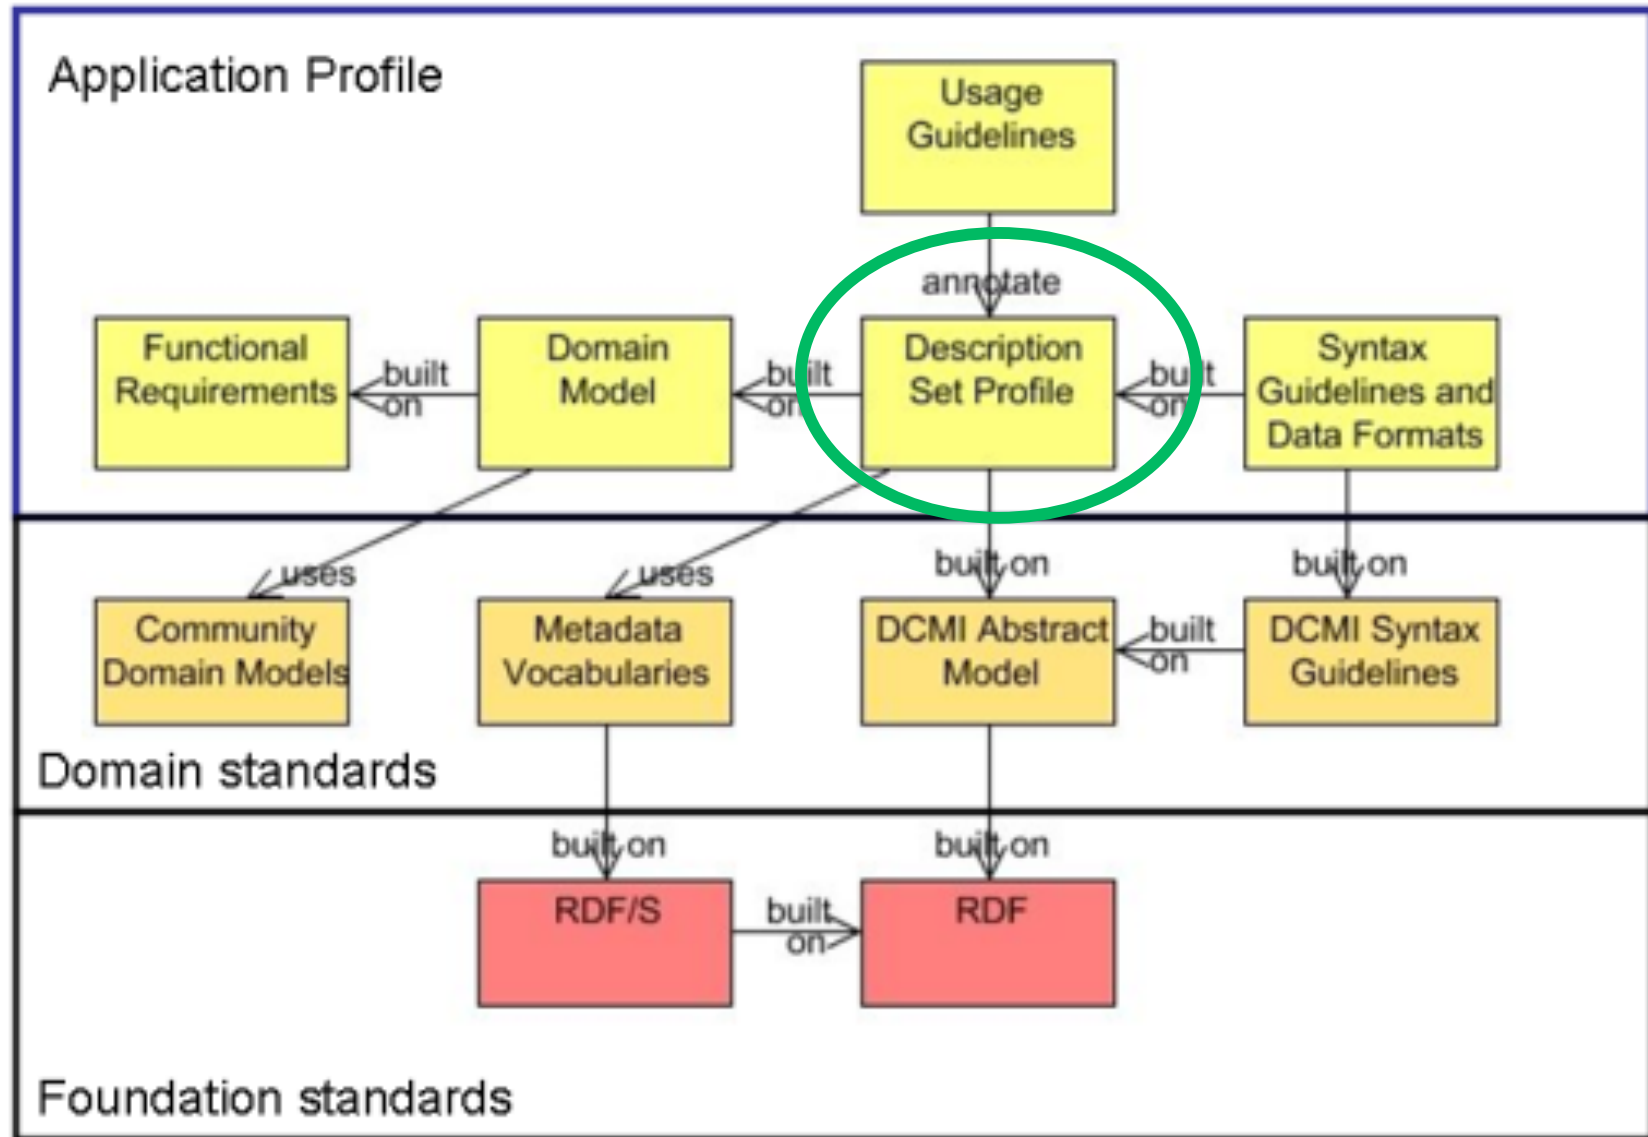 Application Profile
Usage
Guidelines
annotate
Functional
Requirements
built
on
Domain
Model
built
on
Description
Set Profile
built
on
Syntax
Guidelines and
Data Formats
uses
uses
built on
built on
Community
Domain Models
Metadata
Vocabularies
DCMI Abstract
Model
built
on
DCMI Syntax
Guidelines
Domain standards
built on
built on
RDF/S
built
on
RDF
Foundation standards